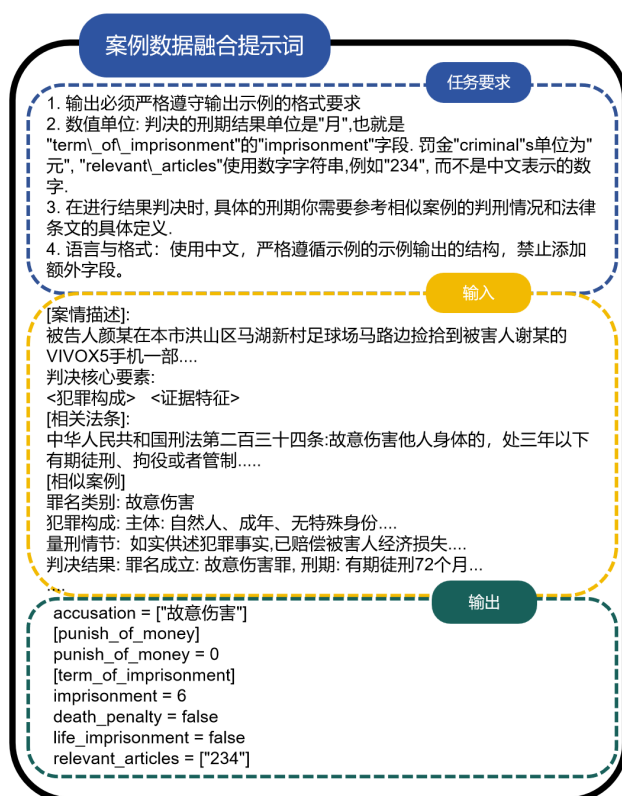 案例数据融合提示词
任务要求
1. 输出必须严格遵守输出示例的格式要求
2. 数值单位: 判决的刑期结果单位是"月",也就是
"term\_of\_imprisonment"的"imprisonment"字段. 罚金"criminal"s单位为"
元", "relevant\_articles"使用数字字符串,例如"234", 而不是中文表示的数
字.
3. 在进行结果判决时, 具体的刑期你需要参考相似案例的判刑情况和法律
条文的具体定义.
4. 语言与格式：使用中文，严格遵循示例的示例输出的结构，禁止添加
额外字段。
输入
[案情描述]:
被告人颜某在本市洪山区马湖新村足球场马路边捡拾到被害人谢某的
VIVOX5手机一部....
判决核心要素:
<犯罪构成> <证据特征>
[相关法条]:
中华人民共和国刑法第二百三十四条:故意伤害他人身体的，处三年以下
有期徒刑、拘役或者管制.....
[相似案例]
罪名类别: 故意伤害
犯罪构成: 主体: 自然人、成年、无特殊身份....
量刑情节: 如实供述犯罪事实,已赔偿被害人经济损失....
判决结果: 罪名成立: 故意伤害罪, 刑期: 有期徒刑72个月...
....
输出
accusation = ["故意伤害"]
[punish_of_money]
punish_of_money = 0
[term_of_imprisonment]
imprisonment = 6
death_penalty = false
life_imprisonment = false
relevant_articles = ["234"]